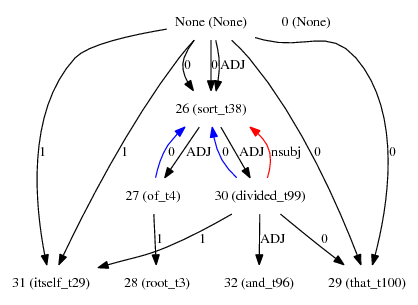 None (None) 0 (None)
0 0 ADJ
26 (sort_t38)
1 1 0 ADJ 0 ADJ nsubj 0 0
27 (of_t4) 30 (divided_t99)
1 1 ADJ 0
31 (itself_t29) 28 (root_t3) 32 (and_t96) 29 (that_t100)